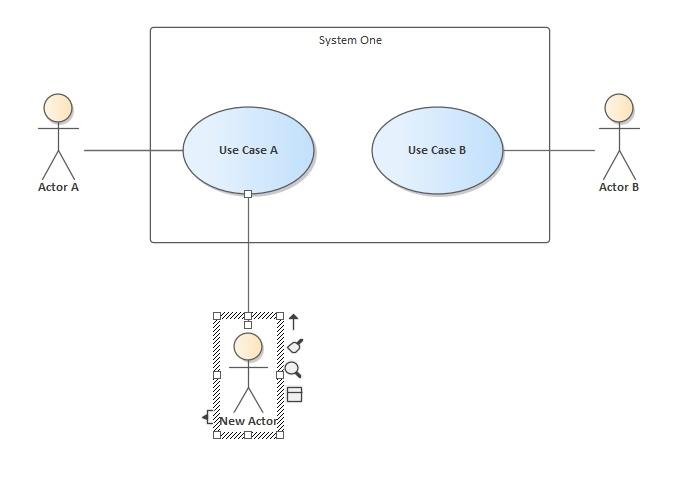 System One
Use Case A
Use Case B
Actor A
Actor B
New Actor